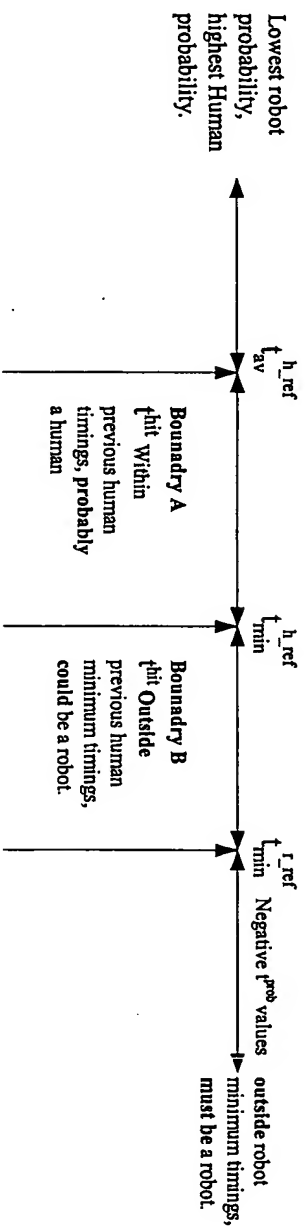 Lowest robot
probability,
highest Human
probability.
t_av^h_ref
Bounadry A
t^hit Within
previous human
timings, probably
a human
t_min^h_ref
Bounadry B
t^hit Outside
previous human
minimum timings,
could be a robot.
t_min^r_ref
Negative t^prob values
outside robot
minimum timings,
must be a robot.